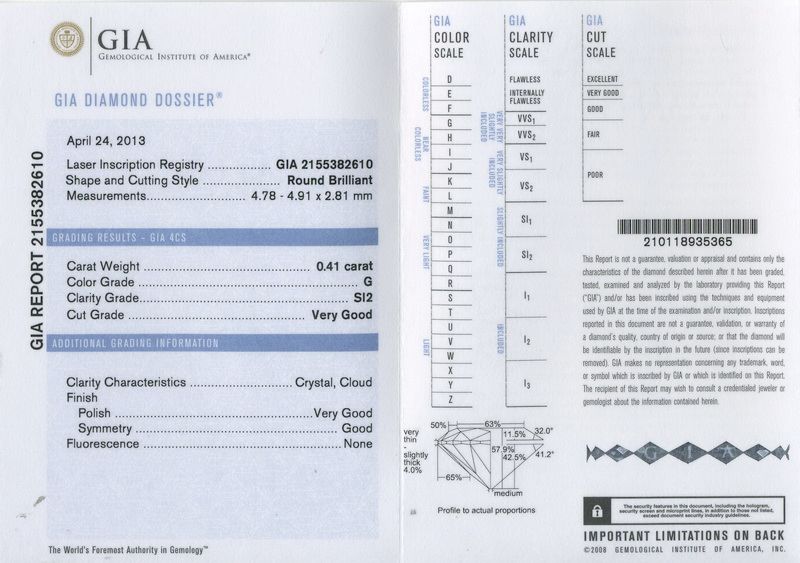 GIA
GEMOLOGICAL INSTITUTE OF AMERICA®
GIA DIAMOND DOSSIER®
GIA REPORT 2155382610
April 24, 2013
Laser Inscription Registry ................ GIA 2155382610
Shape and Cutting Style .................... Round Brilliant
Measurements........................ 4.78 - 4.91 x 2.81 mm
GRADING RESULTS - GIA 4CS
Carat Weight ........................ 0.41 carat
Color Grade ........................ G
Clarity Grade........................ SI2
Cut Grade ........................ Very Good
ADDITIONAL GRADING INFORMATION
Clarity Characteristics ........................ Crystal, Cloud
Finish
Polish ........................ Very Good
Symmetry ........................ Good
Fluorescence ........................ None
The World's Foremost Authority in Gemology™
GIA
COLOR
SCALE
COLORLESS
D
E
F
NEAR COLORLESS
G
H
I
J
FAINT
K
L
M
VERY LIGHT
N
O
P
Q
R
LIGHT
S
T
U
V
W
X
Y
Z
GIA
CLARITY
SCALE
FLAWLESS
INTERNALLY
FLAWLESS
VERY VERY SLIGHTLY INCLUDED
VVS1
VVS2
VERY SLIGHTLY INCLUDED
VS1
VS2
SLIGHTLY INCLUDED
SI1
SI2
INCLUDED
I1
I2
I3
GIA
CUT
SCALE
EXCELLENT
VERY GOOD
GOOD
FAIR
POOR
very
thin
-
slightly
thick
4.0%
50%
63%
11.5%
32.0°
57.9%
42.5%
41.2°
65%
medium
Profile to actual proportions
210118935365
This Report is not a guarantee, valuation or appraisal and contains only the
characteristics of the diamond described herein after it has been graded,
tested, examined and analyzed by the laboratory providing this Report
("GIA") and/or has been inscribed using the techniques and equipment
used by GIA at the time of the examination and/or inscription. Inscriptions
reported in this document are not a guarantee, validation, or warranty of
a diamond's quality, country of origin or source; or that the diamond will
be identifiable by the inscription in the future (since inscriptions can be
removed). GIA makes no representation concerning any trademark, word,
or symbol which is inscribed by GIA or which is identified on this Report.
The recipient of this Report may wish to consult a credentialed jeweler or
gemologist about the information contained herein.
G I A
The security features in this document, including the hologram,
security screen and microprint lines, in addition to those not listed,
exceed document security industry guidelines.
IMPORTANT LIMITATIONS ON BACK
©2008 GEMOLOGICAL INSTITUTE OF AMERICA, INC.